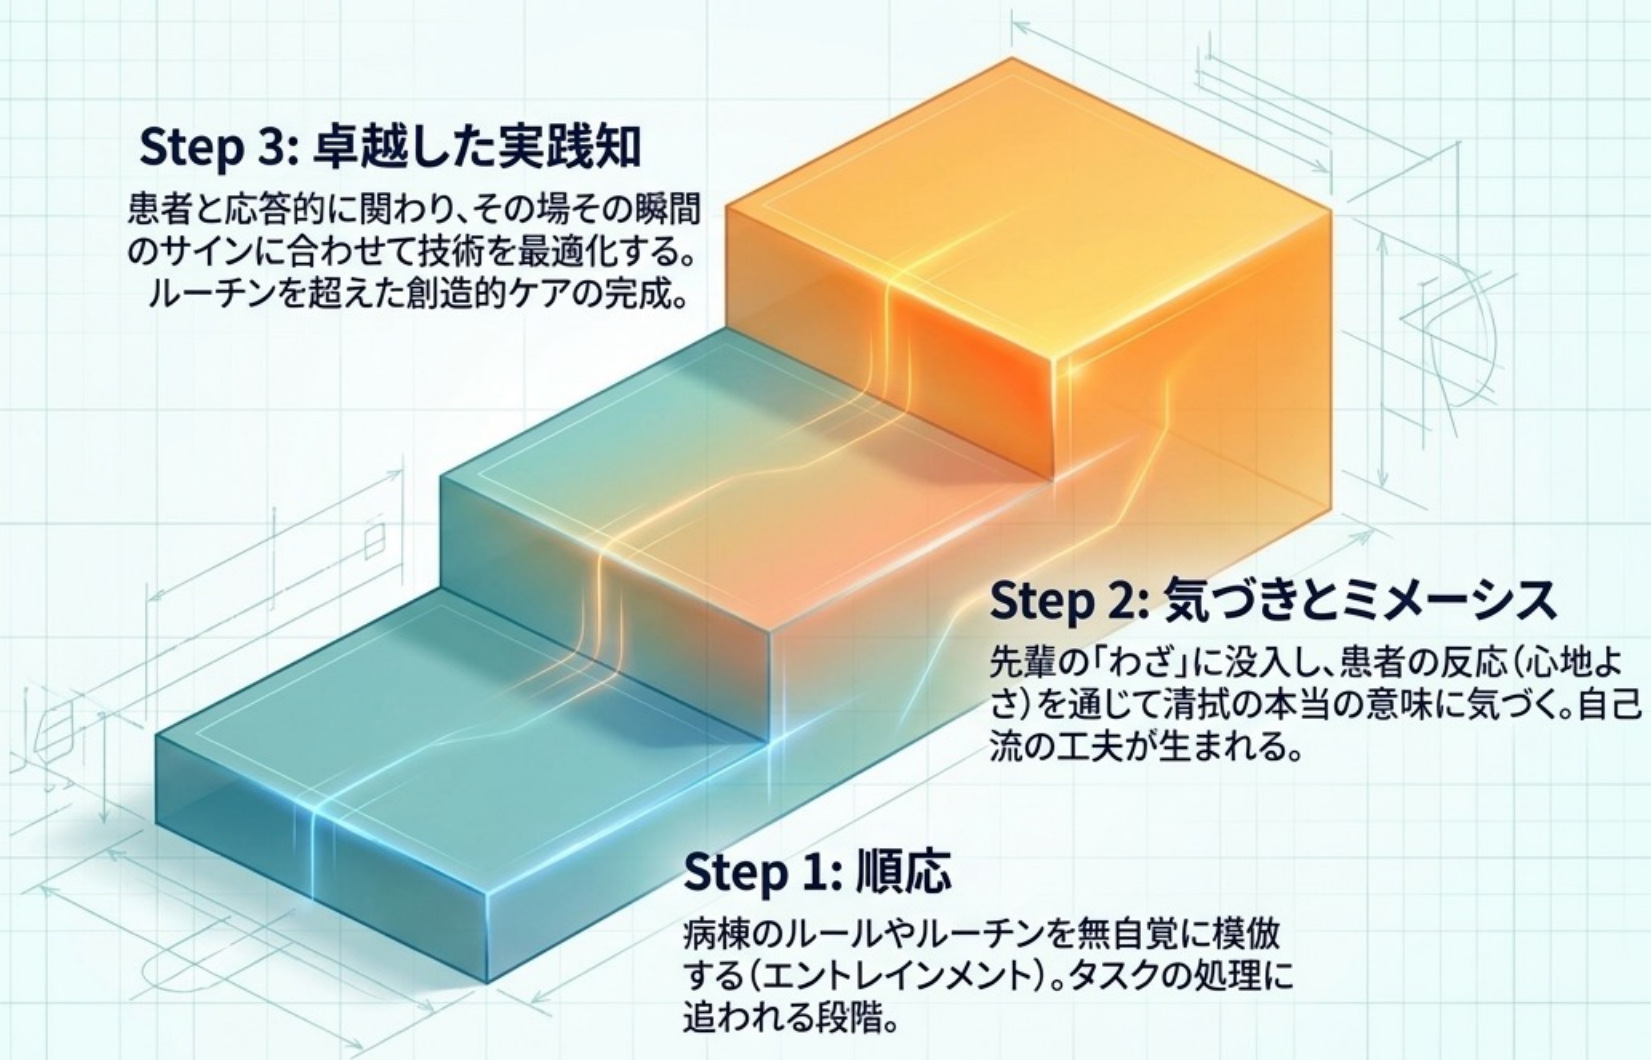 Step 3: 卓越した実践知
患者と応答的に関わり、その場その瞬間
のサインに合わせて技術を最適化する。
ルーチンを超えた創造的ケアの完成。
Step 2: 気づきとミメーシス
先輩の「わざ」に没入し、患者の反応（心地よ
さ）を通じて清拭の本当の意味に気づく。自己
流の工夫が生まれる。
Step 1: 順応
病棟のルールやルーチンを無自覚に模倣
する（エントレインメント）。タスクの処理に
追われる段階。